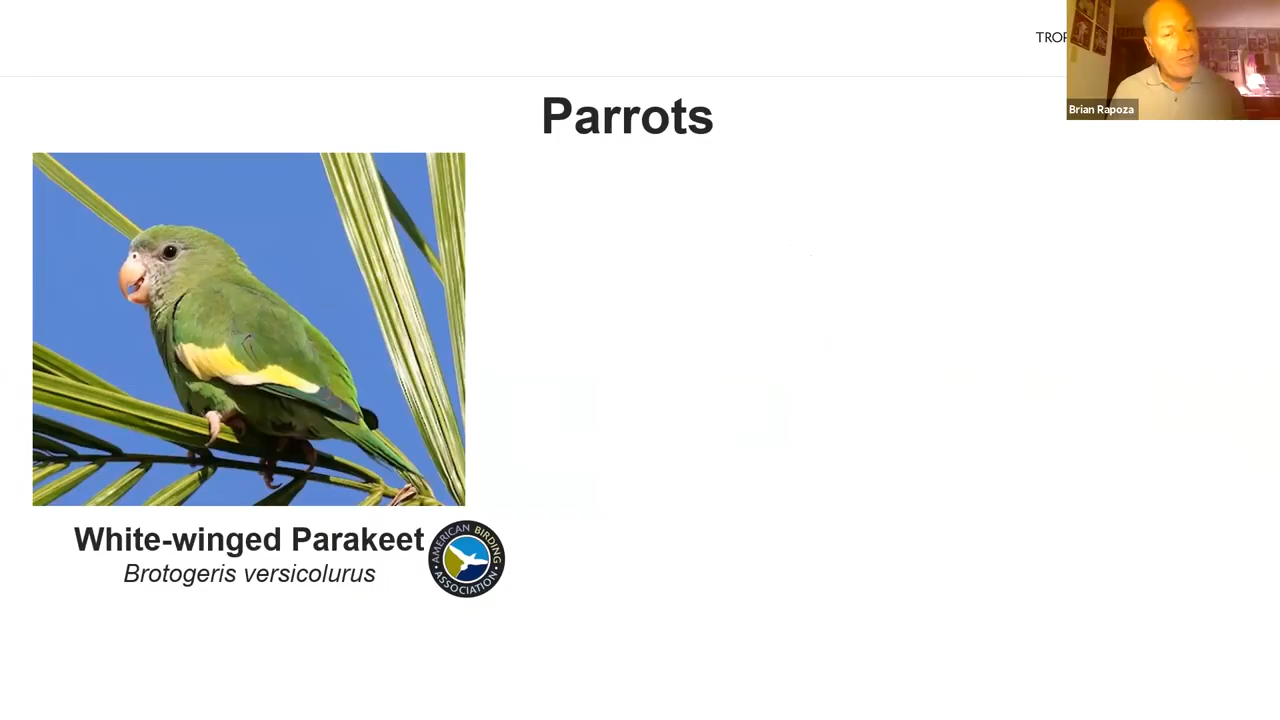 Parrots
Brian Rapoza
White-winged Parakeet
Brotogeris versicolurus
AMERICAN BIRDING
ASSOCIATION